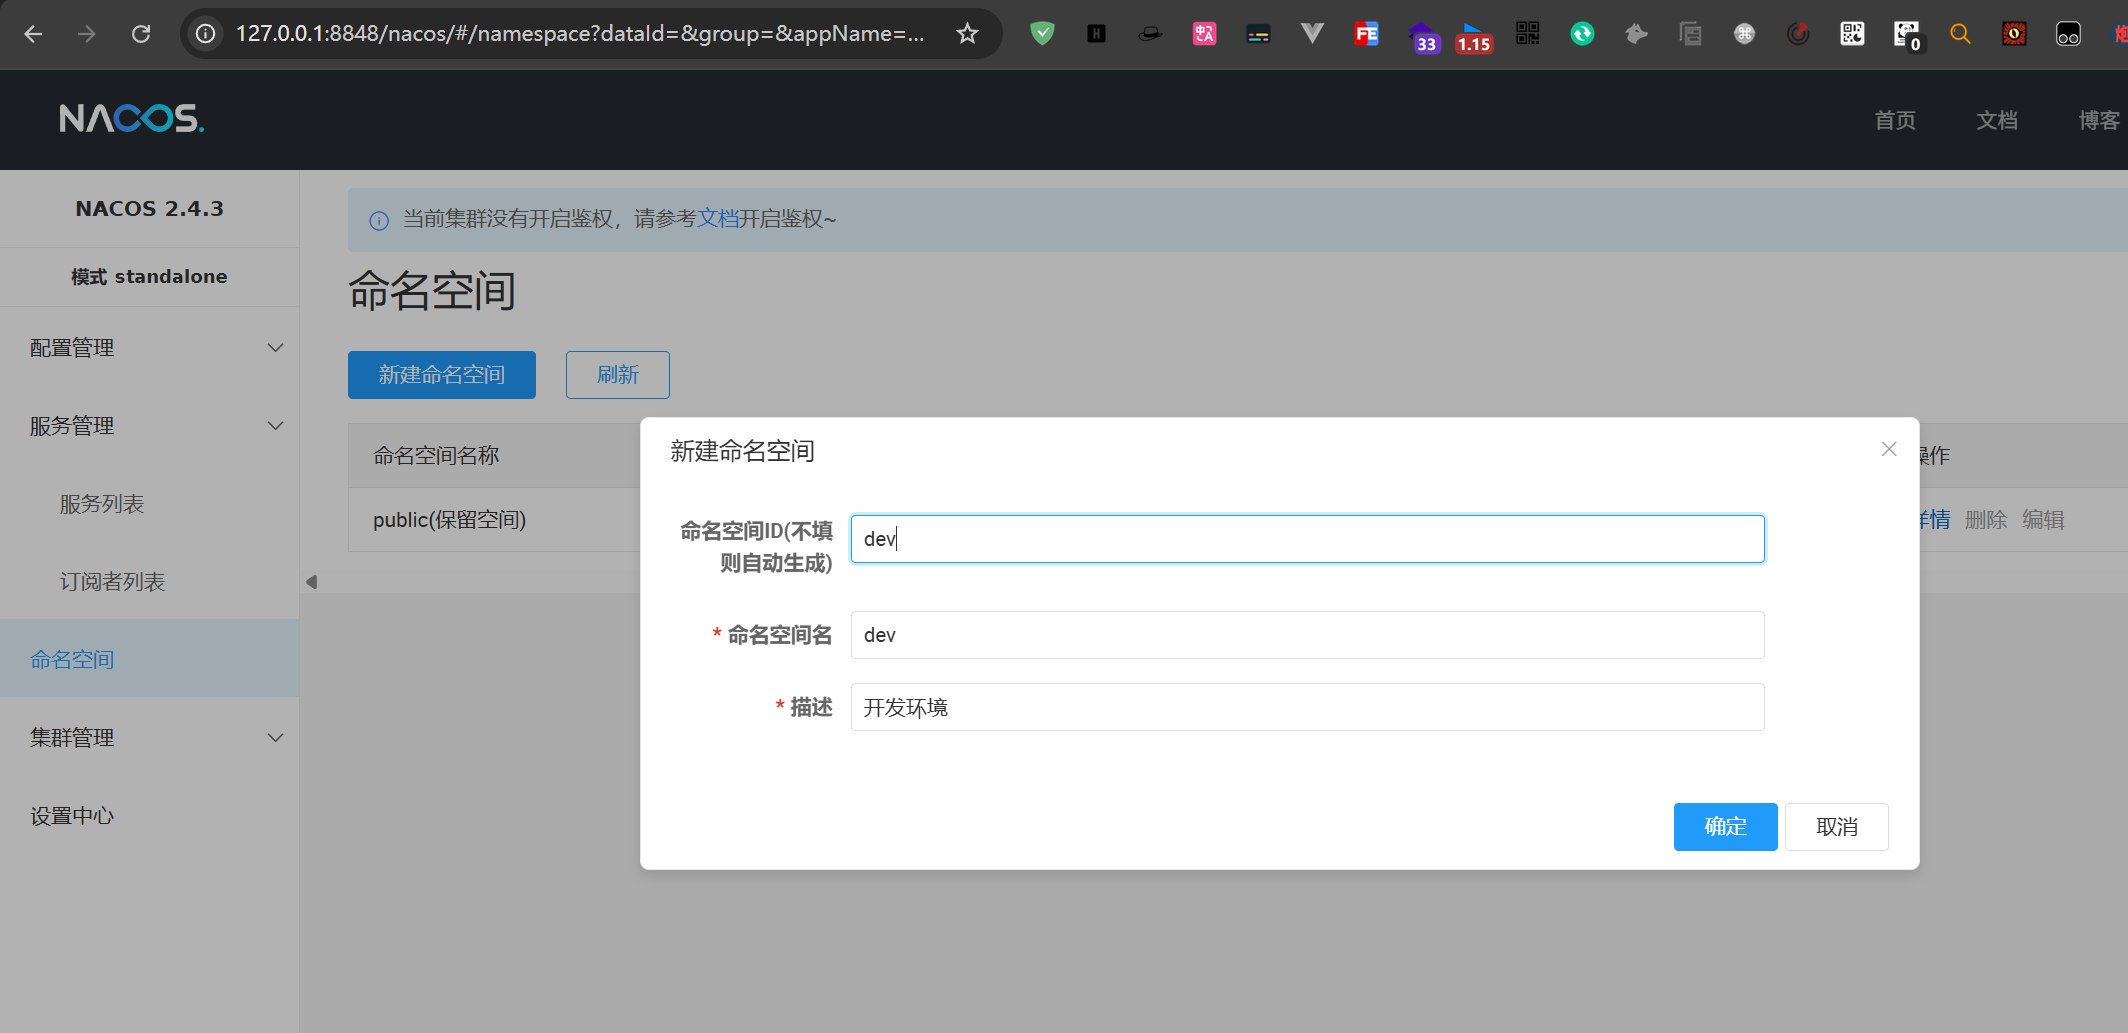 127.0.0.1:8848/nacos/#/namespace?dataId=&group=&appName=...
33
1.15
0
NACOS.
首页
文档
博客
NACOS 2.4.3
模式 standalone
配置管理
服务管理
服务列表
订阅者列表
命名空间
集群管理
设置中心
当前集群没有开启鉴权，请参考文档开启鉴权~
命名空间
新建命名空间
刷新
命名空间名称
操作
public(保留空间)
详情 删除 编辑
新建命名空间
命名空间ID(不填
则自动生成)
dev
* 命名空间名
dev
* 描述
开发环境
确定
取消